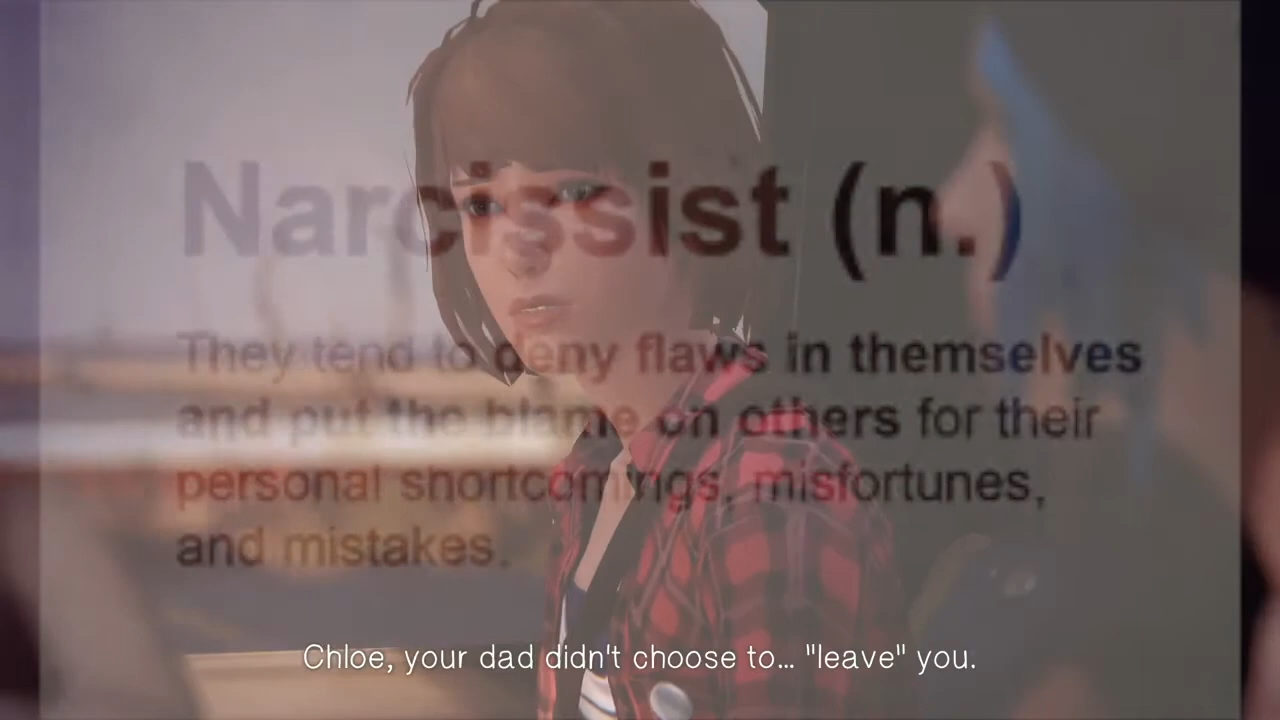 Narcissist (n.)
They tend to deny flaws in themselves
and put the blame on others for their
personal shortcomings, misfortunes,
and mistakes.
Chloe, your dad didn't choose to... "leave" you.